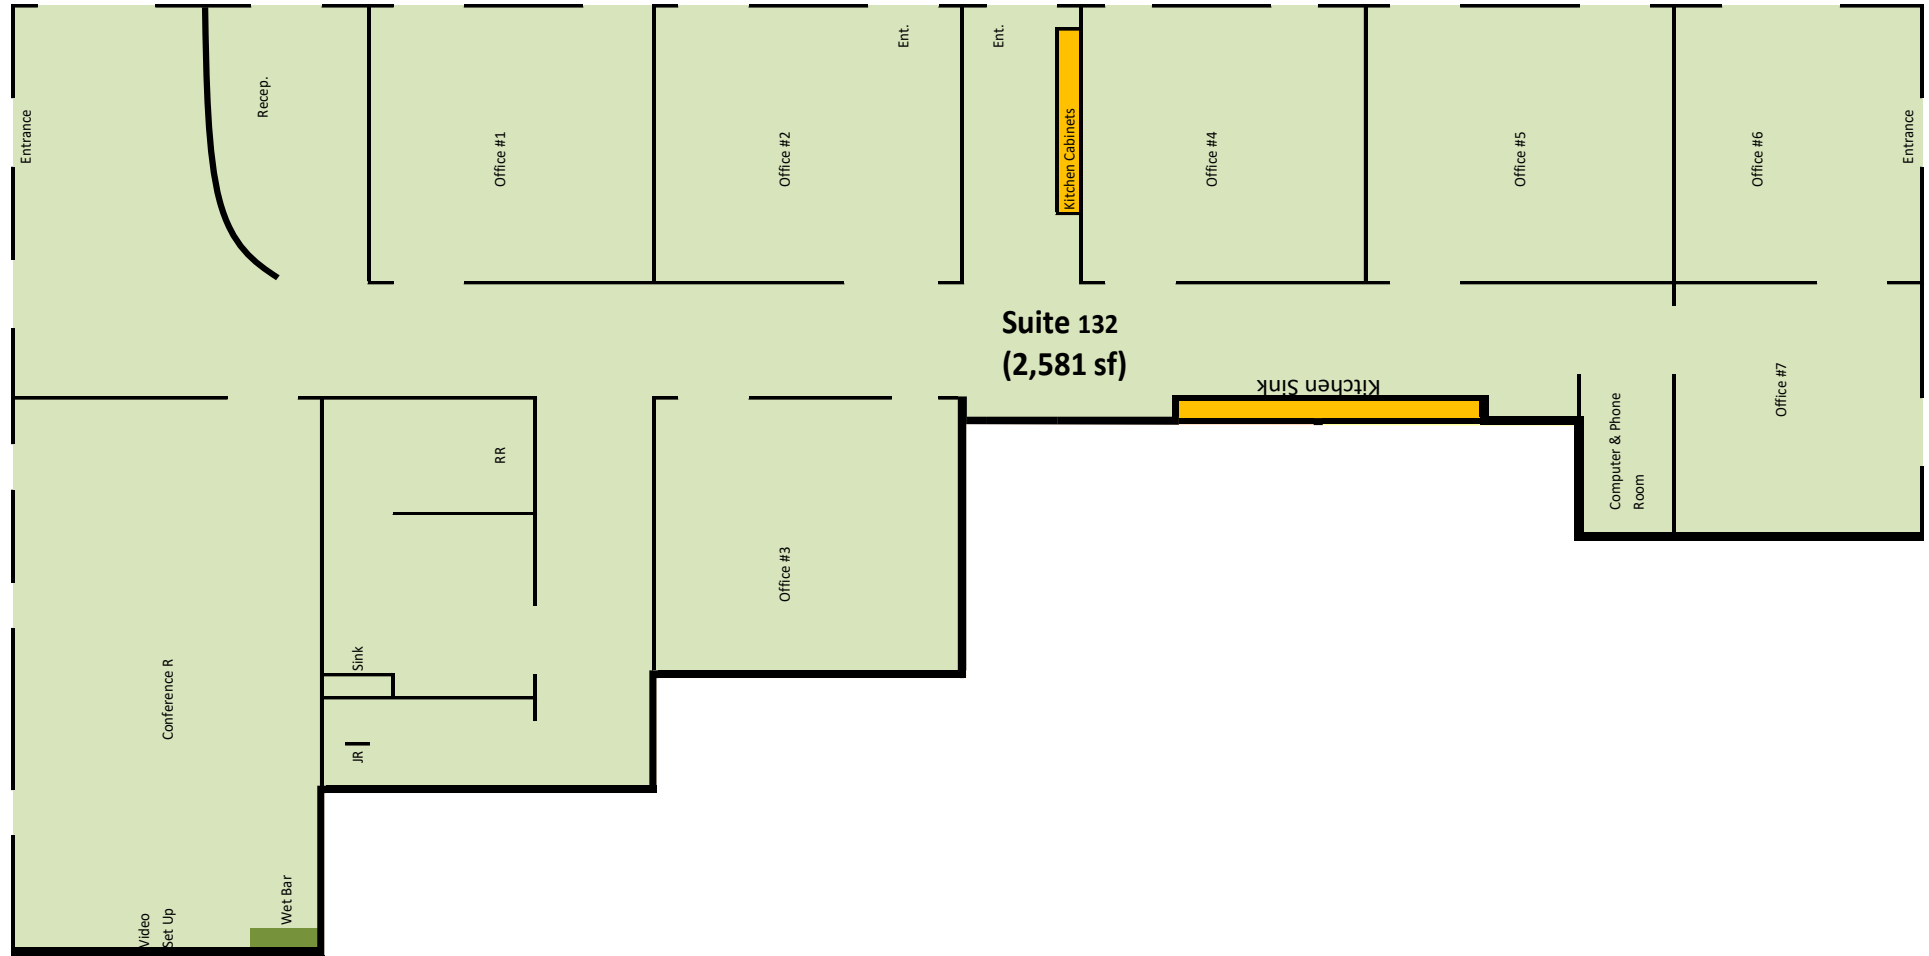 Entrance
Recep.
Office #1
Office #2
Ent.
Ent.
Kitchen Cabinets
Office #4
Office #5
Office #6
Entrance
Suite 132
(2,581 sf)
Kitchen Sink
Computer & Phone
Room
Office #7
RR
Office #3
Sink
JR
Conference R
Wet Bar
Video
Set Up